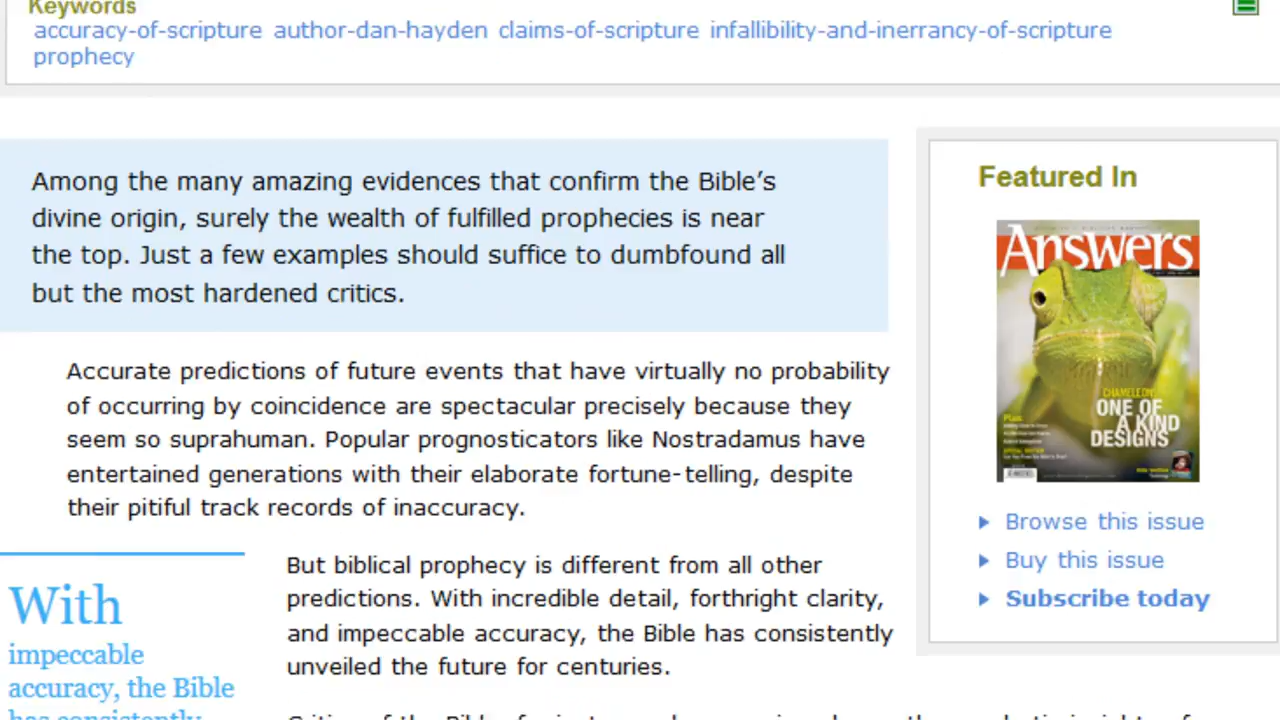 Keywords
accuracy-of-scripture author-dan-hayden claims-of-scripture infallibility-and-inerrancy-of-scripture
prophecy
Among the many amazing evidences that confirm the Bible’s
divine origin, surely the wealth of fulfilled prophecies is near
the top. Just a few examples should suffice to dumbfound all
but the most hardened critics.
Accurate predictions of future events that have virtually no probability
of occurring by coincidence are spectacular precisely because they
seem so suprahuman. Popular prognosticators like Nostradamus have
entertained generations with their elaborate fortune-telling, despite
their pitiful track records of inaccuracy.
With
impeccable
accuracy, the Bible
has consistently
But biblical prophecy is different from all other
predictions. With incredible detail, forthright clarity,
and impeccable accuracy, the Bible has consistently
unveiled the future for centuries.
Featured In
Answers
CHAMELEON
ONE OF
A KIND
DESIGNS
Browse this issue
Buy this issue
Subscribe today